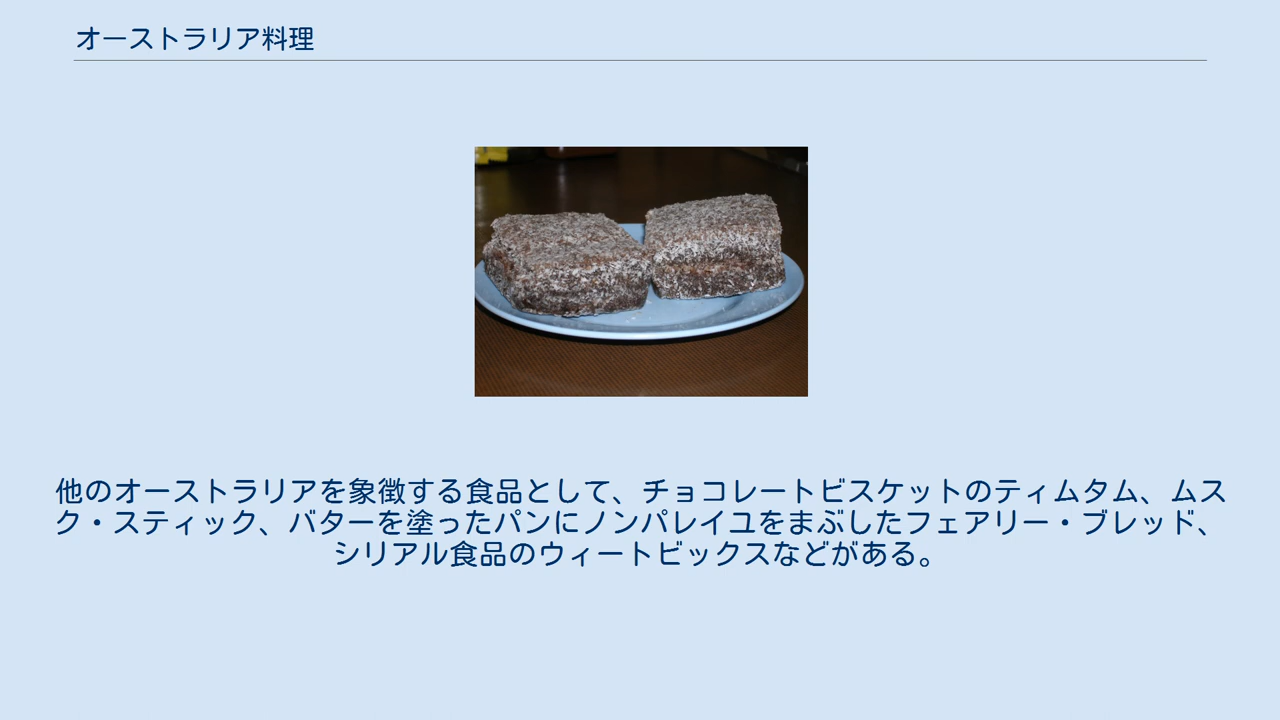 オーストラリア料理
他のオーストラリアを象徴する食品として、チョコレートビスケットのティムタム、ムス
ク・スティック、バターを塗ったパンにノンパレイユをまぶしたフェアリー・ブレッド、
シリアル食品のウィートビックスなどがある。